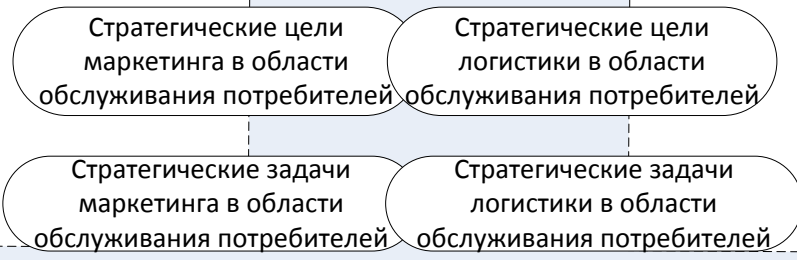 Стратегические цели
маркетинга в области
обслуживания потребителей
Стратегические цели
логистики в области
обслуживания потребителей
Стратегические задачи
маркетинга в области
обслуживания потребителей
Стратегические задачи
логистики в области
обслуживания потребителей